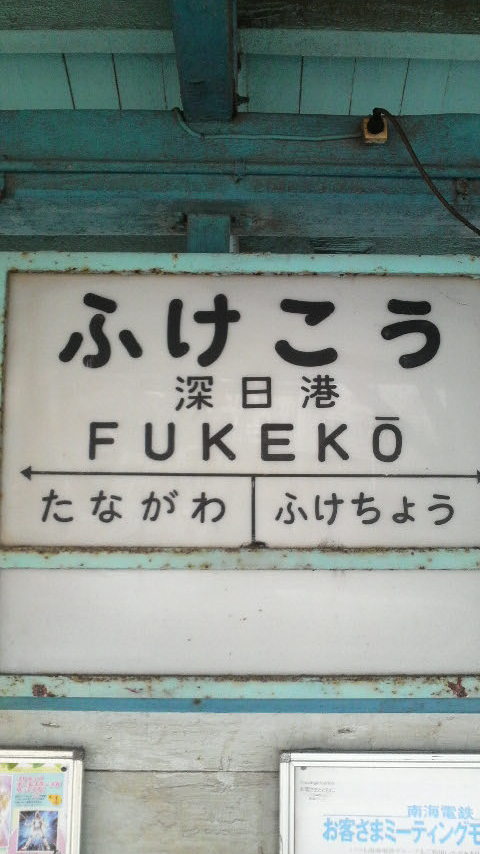 ふけこう
深日港
FUKEKŌ
たながわ ふけちょう
南海電鉄
お客さまミーティングモ